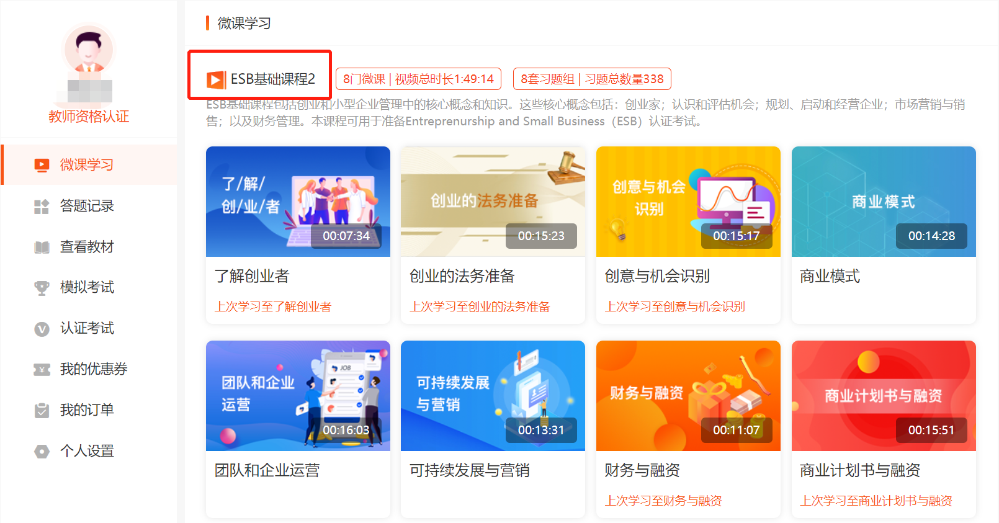 教师资格认证
微课学习
答题记录
查看教材
模拟考试
认证考试
我的优惠券
我的订单
个人设置
微课学习
ESB基础课程2
8门微课 | 视频总时长1:49:14
8套习题组 | 习题总数量338
ESB基础课程包括创业和小型企业管理中的核心概念和知识。这些核心概念包括：创业家；认识和评估机会；规划、启动和经营企业；市场营销与销
售；以及财务管理。本课程可用于准备Entreprenurship and Small Business（ESB）认证考试。
了/解/
创/业/者
00:07:34
了解创业者
上次学习至了解创业者
创业的法务准备
00:15:23
创业的法务准备
上次学习至创业的法务准备
创意与机会
识别
00:15:17
创意与机会识别
上次学习至创意与机会识别
商业模式
00:14:28
商业模式
团队和企业
运营
JOB
00:16:03
团队和企业运营
可持续发展
与营销
00:13:31
可持续发展与营销
财务与融资
00:11:07
财务与融资
上次学习至财务与融资
商业计划书与融资
00:15:51
商业计划书与融资
上次学习至商业计划书与融资